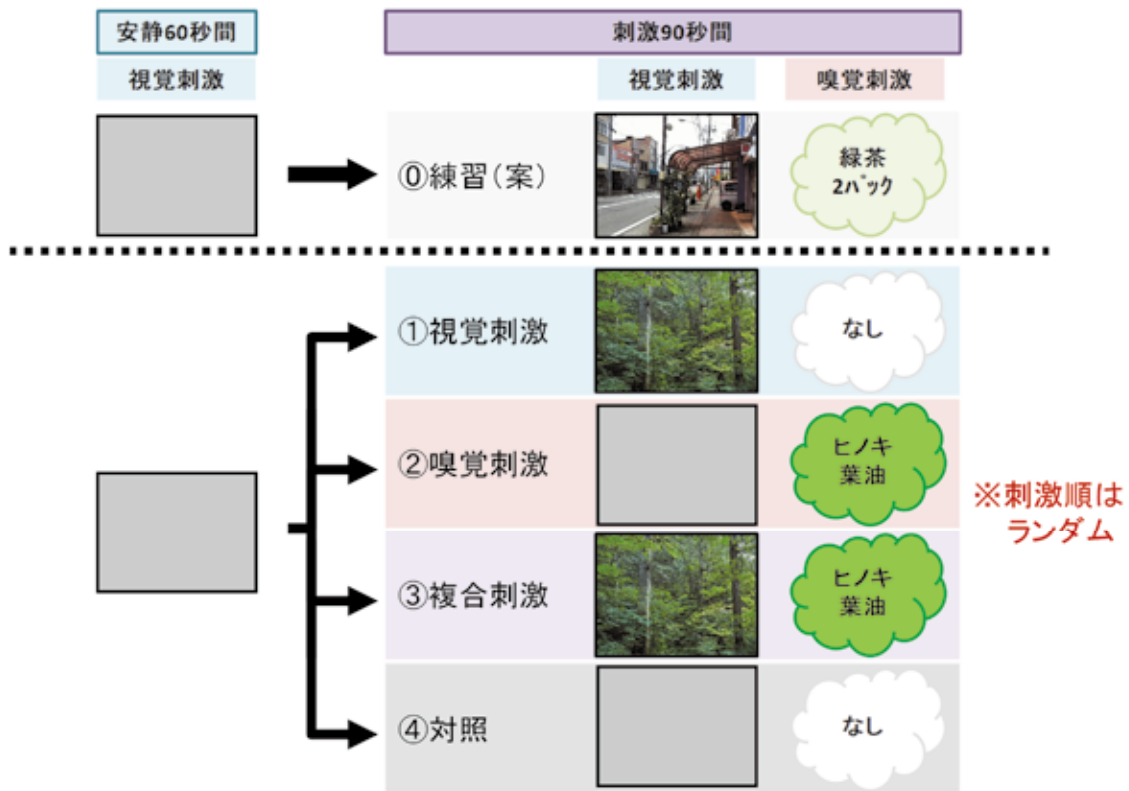 安静60秒間
刺激90秒間
視覚刺激
視覚刺激
嗅覚刺激
⓪練習（案）
緑茶
2パック
①視覚刺激
なし
②嗅覚刺激
ヒノキ
葉油
③複合刺激
ヒノキ
葉油
④対照
なし
※刺激順は
ランダム